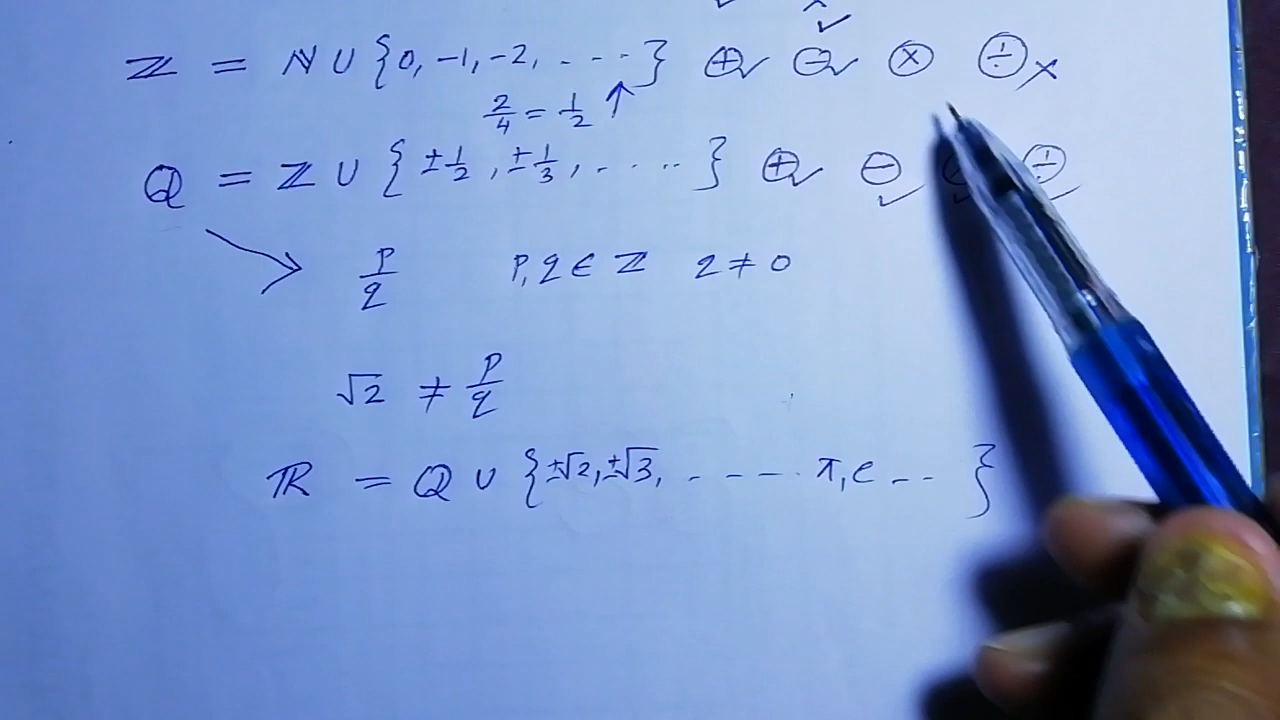 ℤ = ℕ ∪ {0, -1, -2, - - - -} ⊕✓ ⊖✓ ⊗ ⨸×
2/4 = 1/2 ↑
ℚ = ℤ ∪ {±1/2, ±1/3, - - - -} ⊕✓ ⊖✓ ✓ ⨸✓
p/q p, q ∈ ℤ q ≠ 0
√2 ≠ p/q
ℝ = ℚ ∪ {±√2, ±√3, - - - - π, e - -}